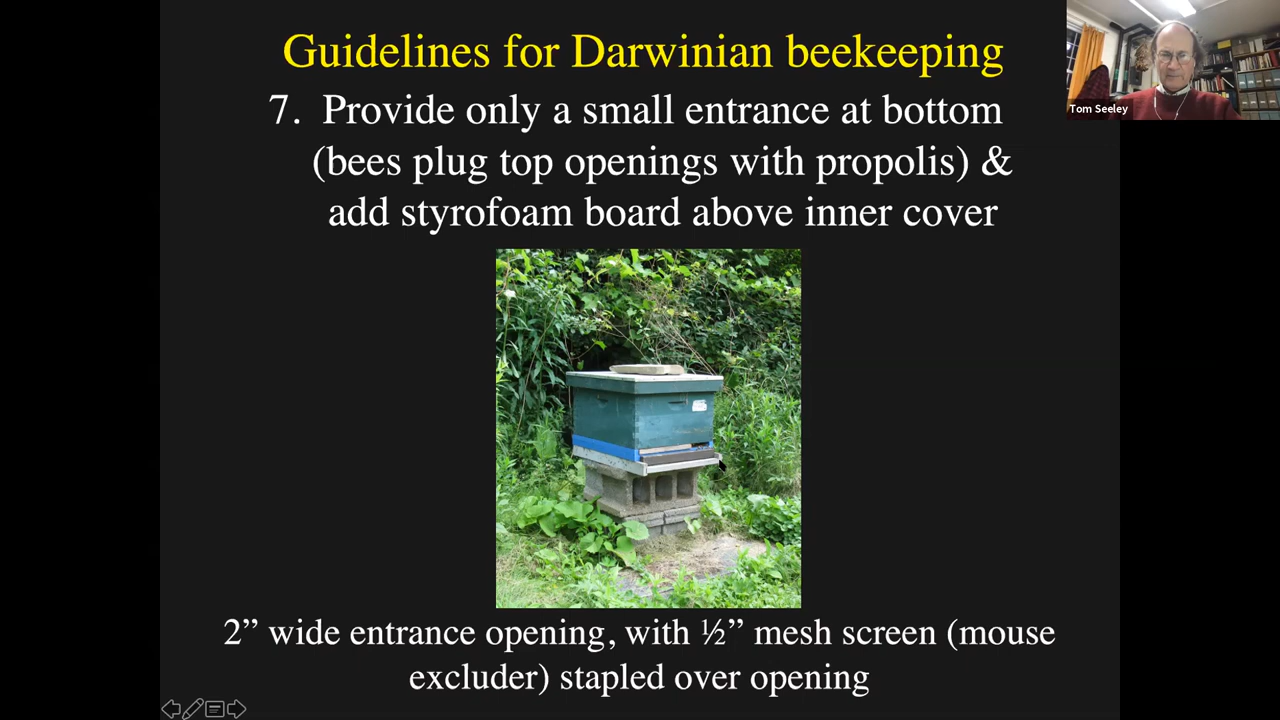 Guidelines for Darwinian beekeeping
7. Provide only a small entrance at bottom
(bees plug top openings with propolis) &
add styrofoam board above inner cover
2” wide entrance opening, with ½” mesh screen (mouse
excluder) stapled over opening
Tom Seeley